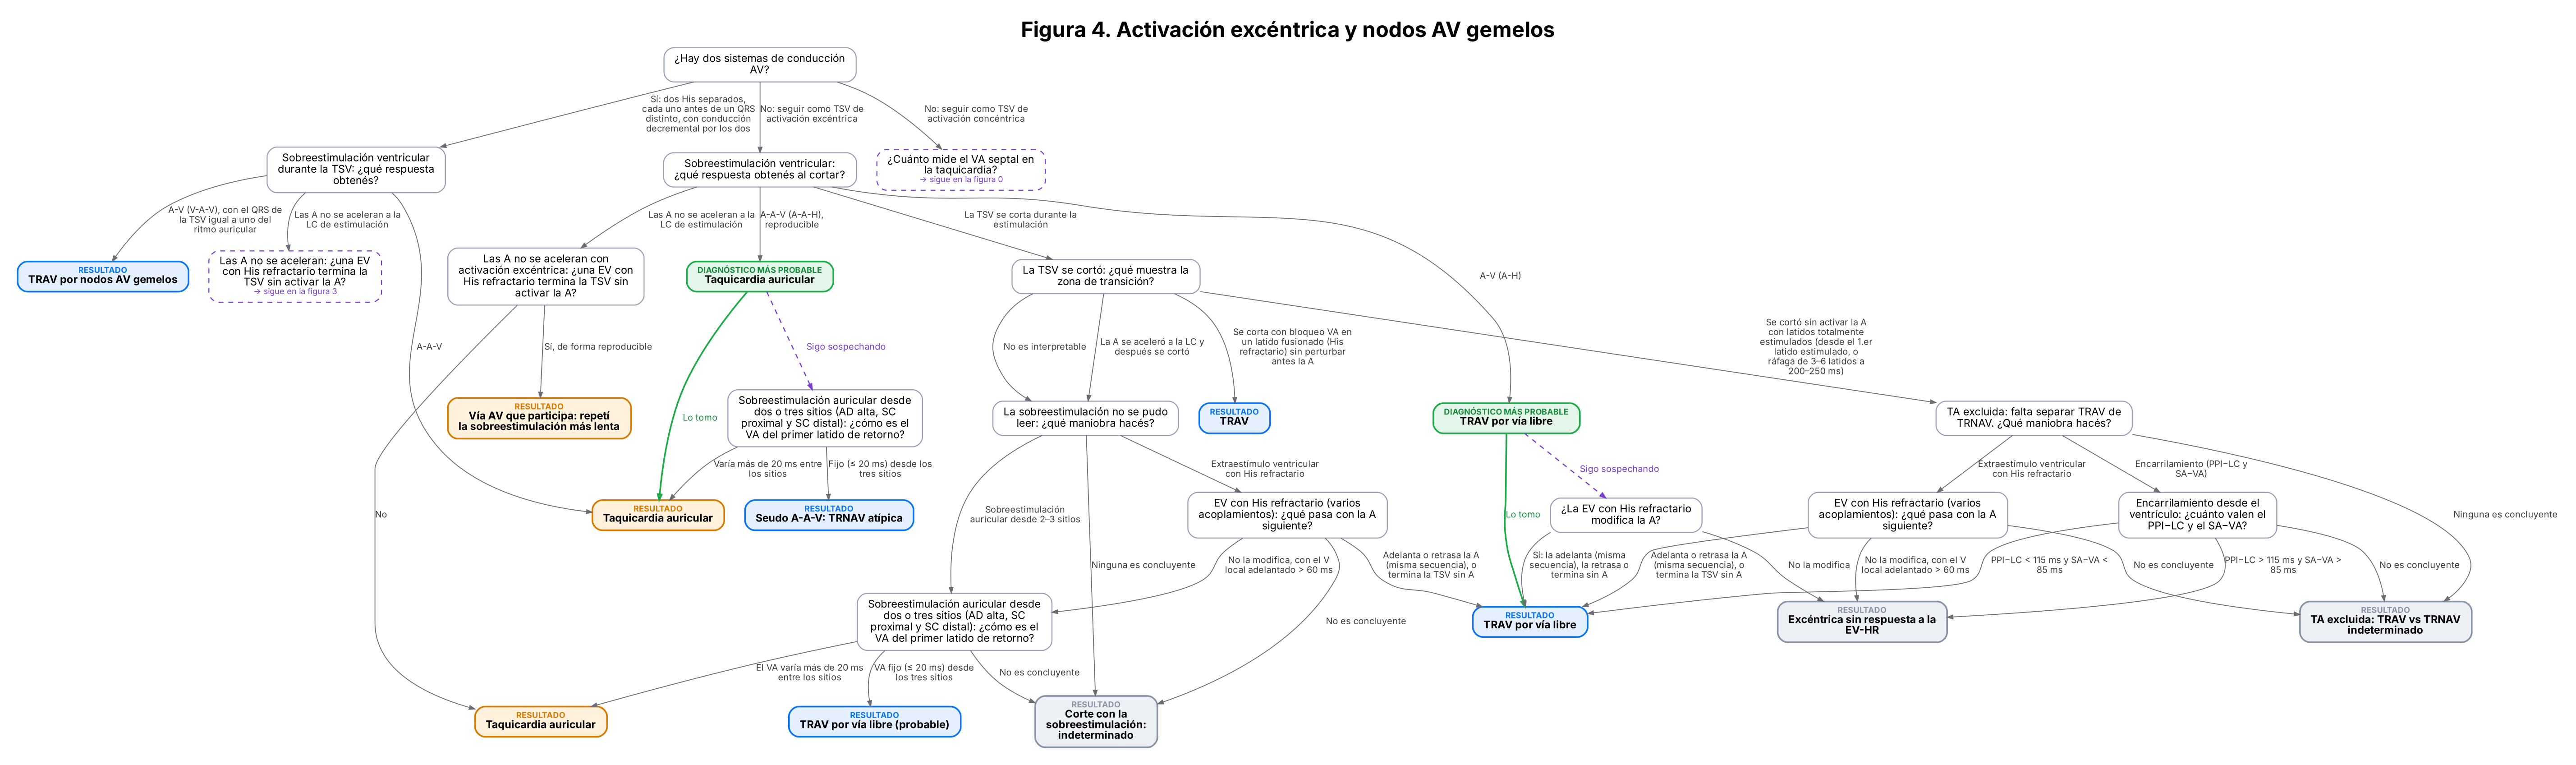 Figura 4. Activación excéntrica y nodos AV gemelos
¿Hay dos sistemas de conducción
AV?
Sí: dos His separados,
cada uno antes de un QRS
distinto, con conducción
decremental por los dos
No: seguir como TSV de
activación excéntrica
No: seguir como TSV de
activación concéntrica
Sobreestimulación ventricular
durante la TSV: ¿qué respuesta
obtenés?
Sobreestimulación ventricular:
¿qué respuesta obtenés al cortar?
¿Cuánto mide el VA septal en
la taquicardia?
→ sigue en la figura 0
A-V (V-A-V), con el QRS de
la TSV igual a uno del
ritmo auricular
Las A no se aceleran a la
LC de estimulación
Las A no se aceleran a la
LC de estimulación
A-A-V (A-A-H),
reproducible
La TSV se corta durante la
estimulación
RESULTADO
TRAV por nodos AV gemelos
Las A no se aceleran: ¿una EV
con His refractario termina la
TSV sin activar la A?
→ sigue en la figura 3
Las A no se aceleran con
activación excéntrica: ¿una EV con
His refractario termina la TSV sin
activar la A?
DIAGNÓSTICO MÁS PROBABLE
Taquicardia auricular
La TSV se cortó: ¿qué muestra la
zona de transición?
A-V (A-H)
A-A-V
Sí, de forma reproducible
Sigo sospechando
No es interpretable
La A se aceleró a la LC y
después se cortó
Se corta con bloqueo VA en
un latido fusionado (His
refractario) sin perturbar
antes la A
Se cortó sin activar la A
con latidos totalmente
estimulados (desde el 1.er
latido estimulado, o
ráfaga de 3–6 latidos a
200–250 ms)
RESULTADO
Vía AV que participa: repetí
la sobreestimulación más lenta
Lo tomo
Sobreestimulación auricular desde
dos o tres sitios (AD alta, SC
proximal y SC distal): ¿cómo es el
VA del primer latido de retorno?
La sobreestimulación no se pudo
leer: ¿qué maniobra hacés?
RESULTADO
TRAV
DIAGNÓSTICO MÁS PROBABLE
TRAV por vía libre
TA excluida: falta separar TRAV de
TRNAV. ¿Qué maniobra hacés?
Varía más de 20 ms entre
los sitios
Fijo (≤ 20 ms) desde los
tres sitios
Extraestímulo ventricular
con His refractario
Sigo sospechando
Extraestímulo ventricular
con His refractario
Encarrilamiento (PPI−LC y
SA−VA)
No
RESULTADO
Taquicardia auricular
RESULTADO
Seudo A-A-V: TRNAV atípica
Sobreestimulación
auricular desde 2–3 sitios
EV con His refractario (varios
acoplamientos): ¿qué pasa con la A
siguiente?
Lo tomo
¿La EV con His refractario
modifica la A?
EV con His refractario (varios
acoplamientos): ¿qué pasa con la A
siguiente?
Encarrilamiento desde el
ventrículo: ¿cuánto valen el
PPI−LC y el SA−VA?
Ninguna es concluyente
Ninguna es concluyente
No la modifica, con el V
local adelantado > 60 ms
Adelanta o retrasa la A
(misma secuencia), o
termina la TSV sin A
Sí: la adelanta (misma
secuencia), la retrasa o
termina sin A
Adelanta o retrasa la A
(misma secuencia), o
termina la TSV sin A
No la modifica
No la modifica, con el V
local adelantado > 60 ms
PPI−LC < 115 ms y SA−VA <
85 ms
No es concluyente
PPI−LC > 115 ms y SA−VA >
85 ms
No es concluyente
Sobreestimulación auricular desde
dos o tres sitios (AD alta, SC
proximal y SC distal): ¿cómo es el
VA del primer latido de retorno?
No es concluyente
RESULTADO
TRAV por vía libre
RESULTADO
Excéntrica sin respuesta a la
EV-HR
RESULTADO
TA excluida: TRAV vs TRNAV
indeterminado
El VA varía más de 20 ms
entre los sitios
VA fijo (≤ 20 ms) desde
los tres sitios
No es concluyente
RESULTADO
Taquicardia auricular
RESULTADO
TRAV por vía libre (probable)
RESULTADO
Corte con la
sobreestimulación:
indeterminado